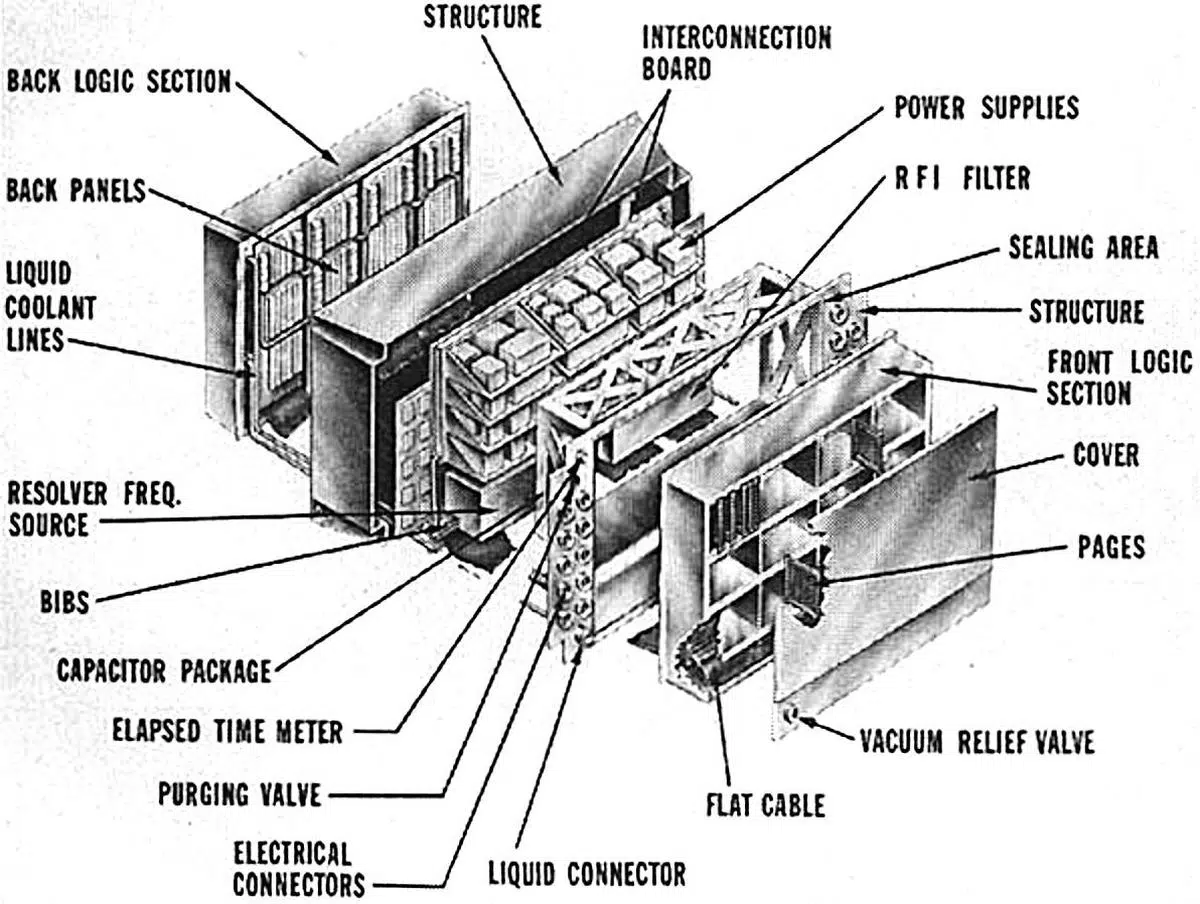 STRUCTURE
INTERCONNECTION
BOARD
BACK LOGIC SECTION
POWER SUPPLIES
BACK PANELS
RFI FILTER
SEALING AREA
LIQUID
COOLANT
LINES
STRUCTURE
FRONT LOGIC
SECTION
COVER
RESOLVER FREQ.
SOURCE
PAGES
BIBS
CAPACITOR PACKAGE
ELAPSED TIME METER
VACUUM RELIEF VALVE
PURGING VALVE
FLAT CABLE
ELECTRICAL
CONNECTORS
LIQUID CONNECTOR